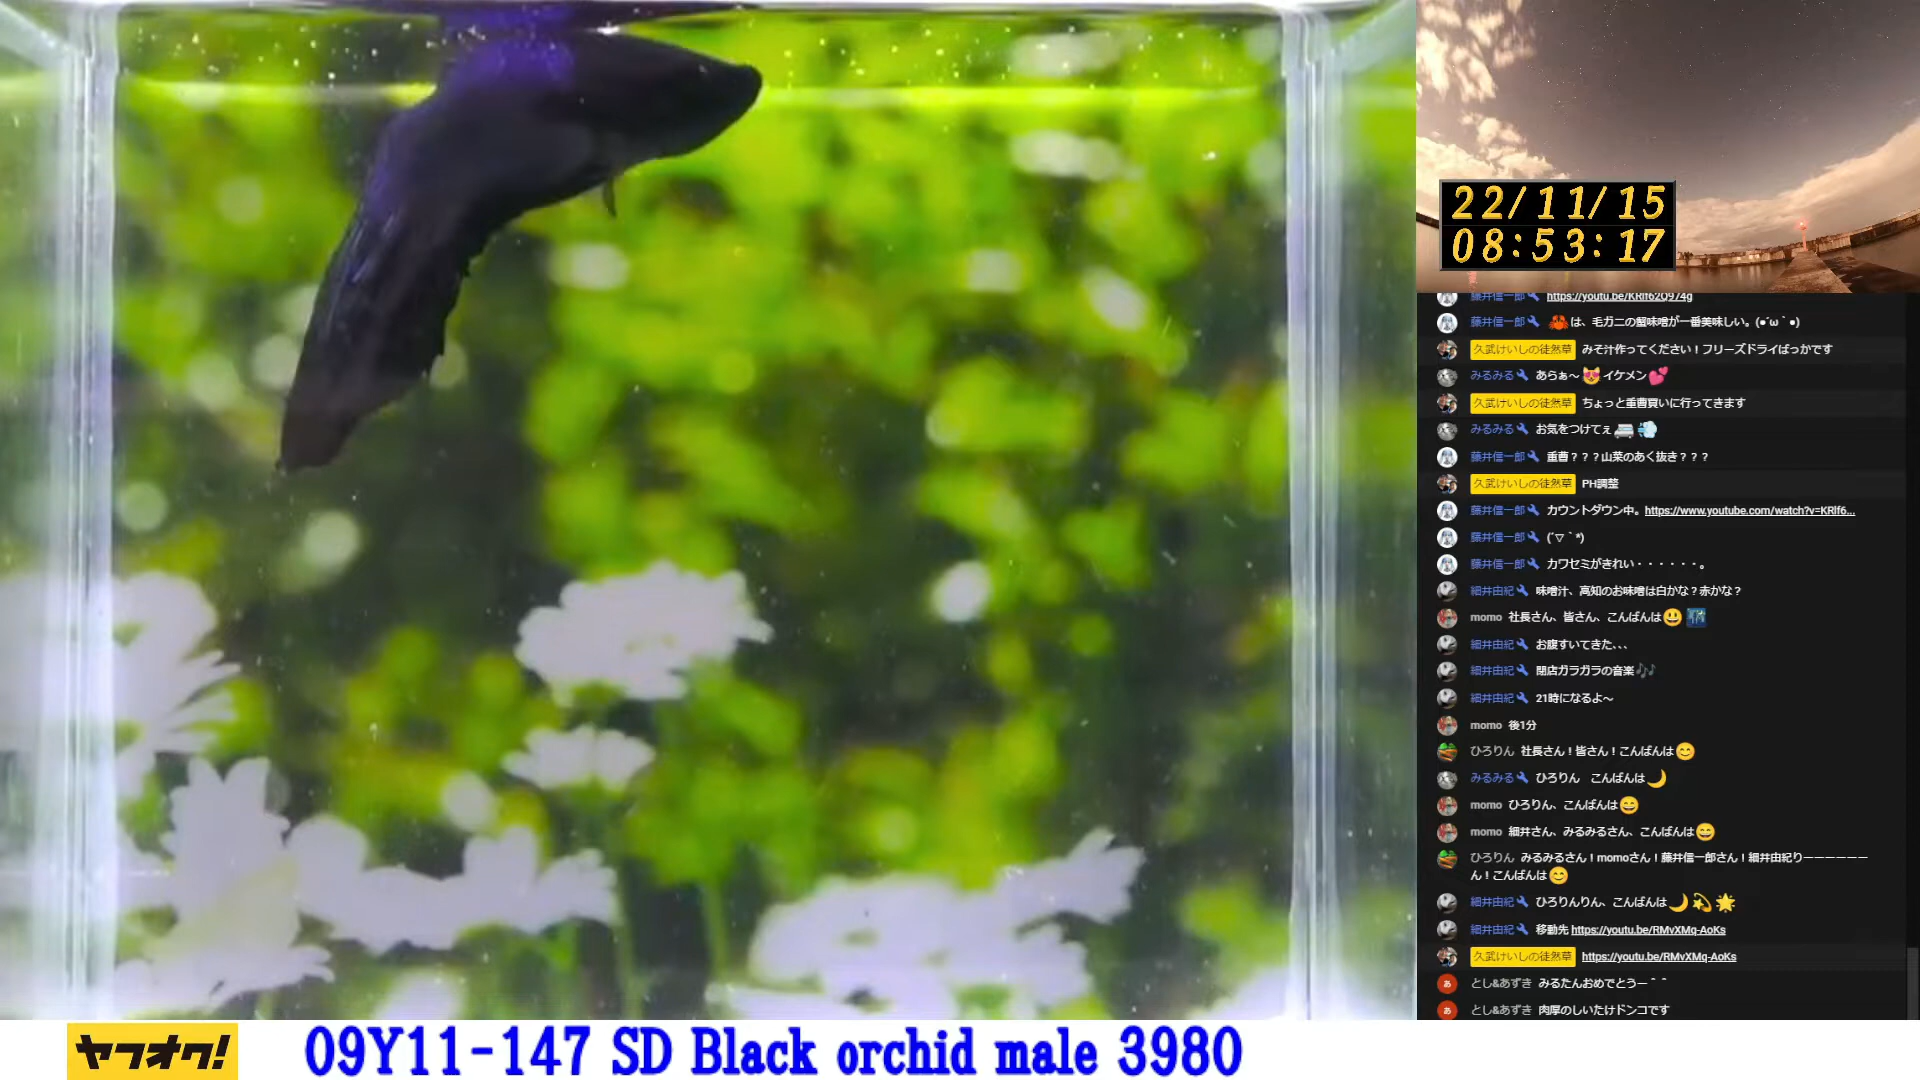 22/11/15
08:53:17
藤井信一郎 https://youtu.be/KRlf62Q974g
藤井信一郎 🦀は、毛ガニの蟹味噌が一番美味しい。(●´ω｀●)
久武けいしの徒然草 みそ汁作ってください！フリーズドライばっかです
みるみる あらぁ〜😻イケメン💕
久武けいしの徒然草 ちょっと重曹買いに行ってきます
みるみる お気をつけてぇ🚐💨
藤井信一郎 重曹？？？山菜のあく抜き？？？
久武けいしの徒然草 PH調整
藤井信一郎 カウントダウン中。https://www.youtube.com/watch?v=KRlf6...
藤井信一郎 (´▽｀*)
藤井信一郎 カワセミがきれい・・・・・・。
細井由紀 味噌汁、高知のお味噌は白かな？赤かな？
momo 社長さん、皆さん、こんばんは😃🌃
細井由紀 お腹すいてきた､､､
細井由紀 閉店ガラガラの音楽🎶
細井由紀 21時になるよ〜
momo 後1分
ひろりん 社長さん！皆さん！こんばんは😊
みるみる ひろりん　こんばんは🌙
momo ひろりん、こんばんは😄
momo 細井さん、みるみるさん、こんばんは😄
ひろりん みるみるさん！momoさん！藤井信一郎さん！細井由紀りーーーーーー
ん！こんばんは😊
細井由紀 ひろりんりん、こんばんは🌙💫🌟
細井由紀 移動先 https://youtu.be/RMvXMq-AoKs
久武けいしの徒然草 https://youtu.be/RMvXMq-AoKs
あ とし&あずき みるたんおめでとうー＾＾
あ とし&あずき 肉厚のしいたけドンコです
ヤフオク!
09Y11-147 SD Black orchid male 3980